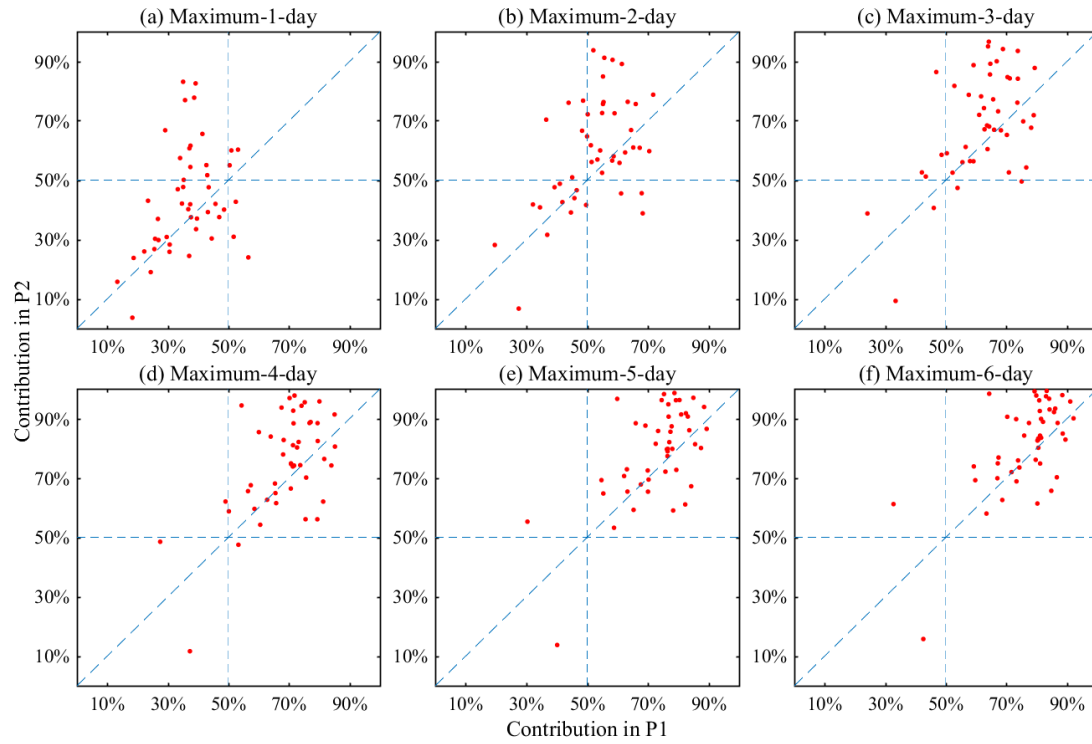 (a) Maximum-1-day
(b) Maximum-2-day
(c) Maximum-3-day
90%
70%
50%
30%
10%
90%
70%
50%
30%
10%
90%
70%
50%
30%
10%
10% 30% 50% 70% 90%
10% 30% 50% 70% 90%
10% 30% 50% 70% 90%
Contribution in P2
(d) Maximum-4-day
(e) Maximum-5-day
(f) Maximum-6-day
90%
70%
50%
30%
10%
90%
70%
50%
30%
10%
90%
70%
50%
30%
10%
10% 30% 50% 70% 90%
10% 30% 50% 70% 90%
10% 30% 50% 70% 90%
Contribution in P1